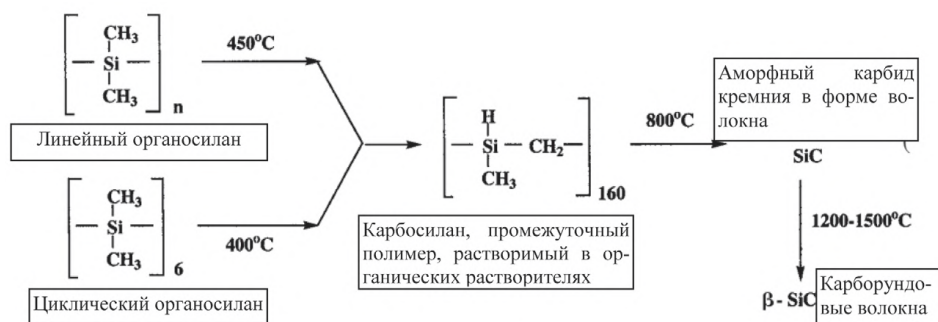 CH₃
450°C
Si
CH₃
n
Линейный органосилан
CH₃
Si
CH₃
6
400°C
Циклический органосилан
H
Si — CH₂
CH₃
160
Карбосилан, промежуточный
полимер, растворимый в ор-
ганических растворителях
800°C
Аморфный карбид
кремния в форме во-
локна
SiC
1200-1500°C
β - SiC
Карборундо-
вые волокна